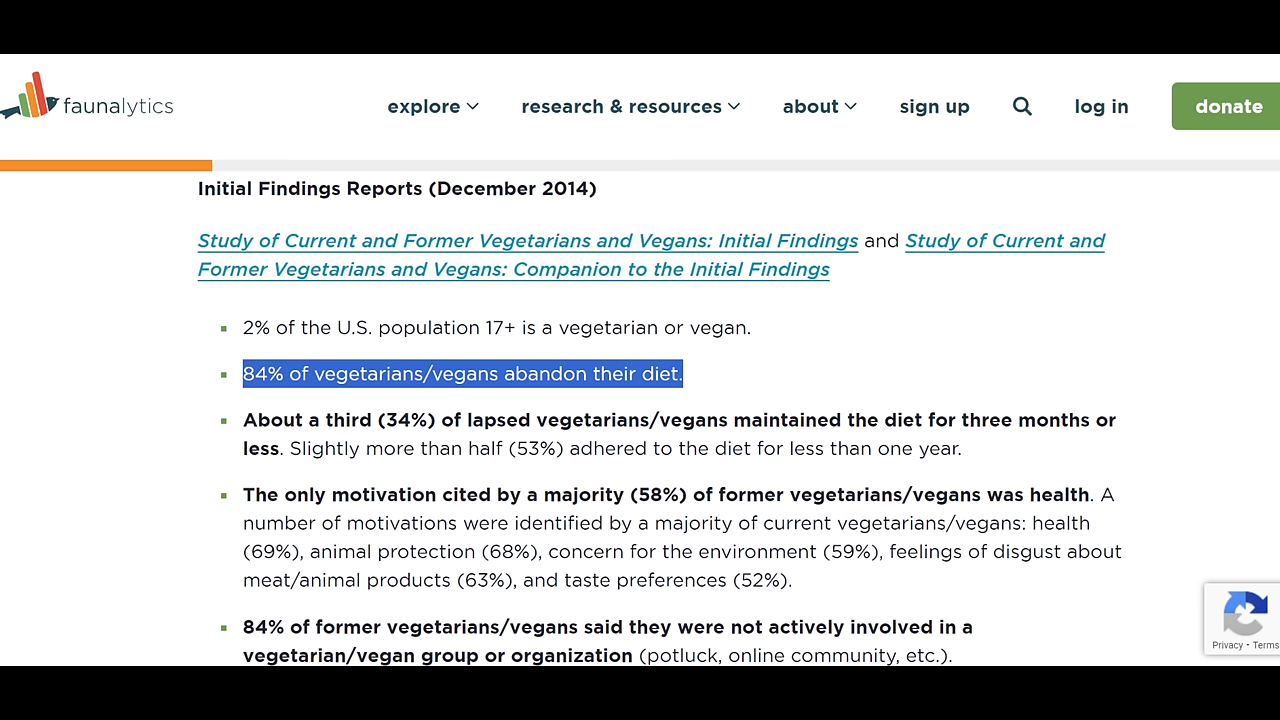 faunalytics
explore
research & resources
about
sign up
log in
donate
Initial Findings Reports (December 2014)
Study of Current and Former Vegetarians and Vegans: Initial Findings and Study of Current and
Former Vegetarians and Vegans: Companion to the Initial Findings
2% of the U.S. population 17+ is a vegetarian or vegan.
84% of vegetarians/vegans abandon their diet.
About a third (34%) of lapsed vegetarians/vegans maintained the diet for three months or
less. Slightly more than half (53%) adhered to the diet for less than one year.
The only motivation cited by a majority (58%) of former vegetarians/vegans was health. A
number of motivations were identified by a majority of current vegetarians/vegans: health
(69%), animal protection (68%), concern for the environment (59%), feelings of disgust about
meat/animal products (63%), and taste preferences (52%).
84% of former vegetarians/vegans said they were not actively involved in a
vegetarian/vegan group or organization (potluck, online community, etc.).
Privacy - Terms